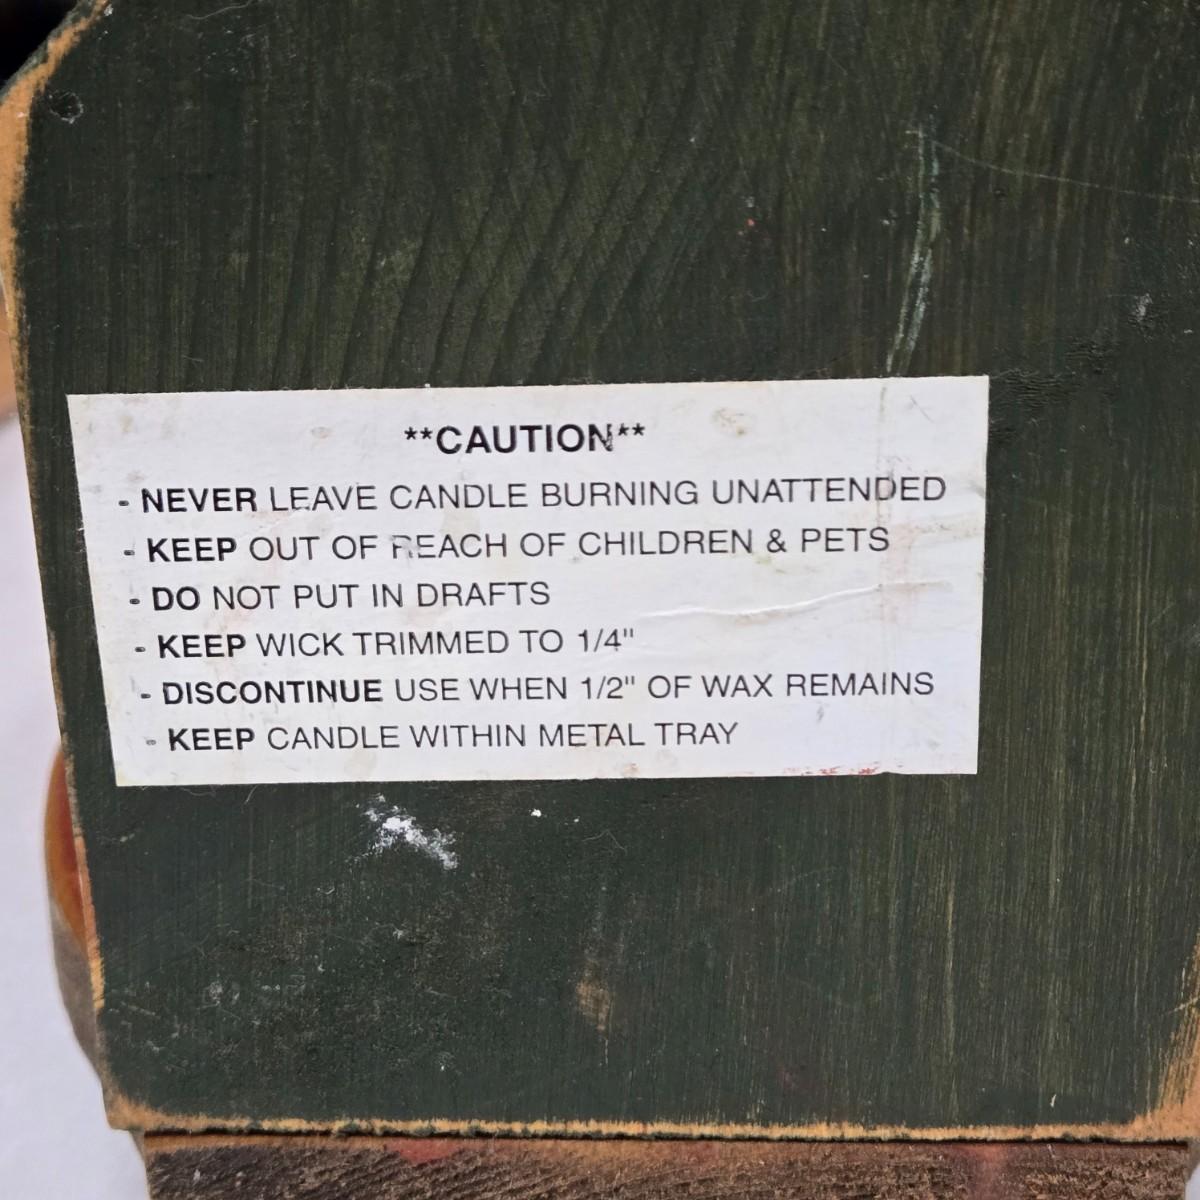 **CAUTION**
- NEVER LEAVE CANDLE BURNING UNATTENDED
- KEEP OUT OF REACH OF CHILDREN & PETS
- DO NOT PUT IN DRAFTS
- KEEP WICK TRIMMED TO 1/4"
- DISCONTINUE USE WHEN 1/2" OF WAX REMAINS
- KEEP CANDLE WITHIN METAL TRAY